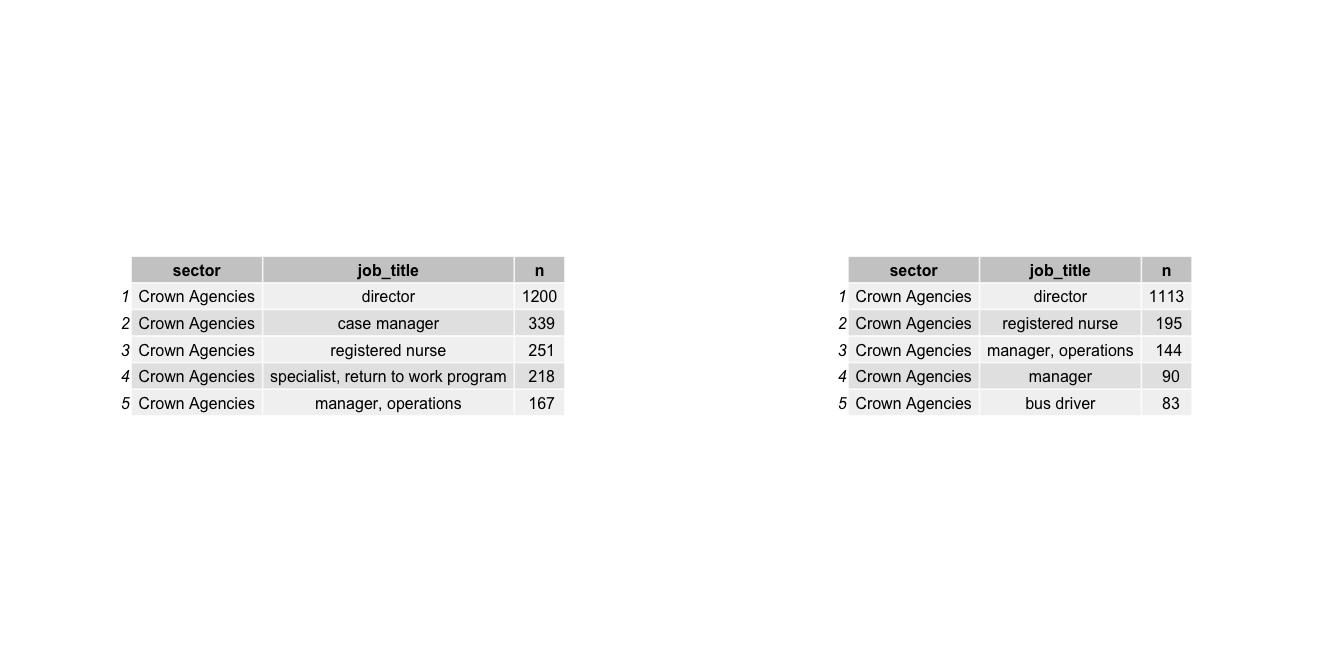 sector job_title n
1 Crown Agencies director 1200
2 Crown Agencies case manager 339
3 Crown Agencies registered nurse 251
4 Crown Agencies specialist, return to work program 218
5 Crown Agencies manager, operations 167
sector job_title n
1 Crown Agencies director 1113
2 Crown Agencies registered nurse 195
3 Crown Agencies manager, operations 144
4 Crown Agencies manager 90
5 Crown Agencies bus driver 83